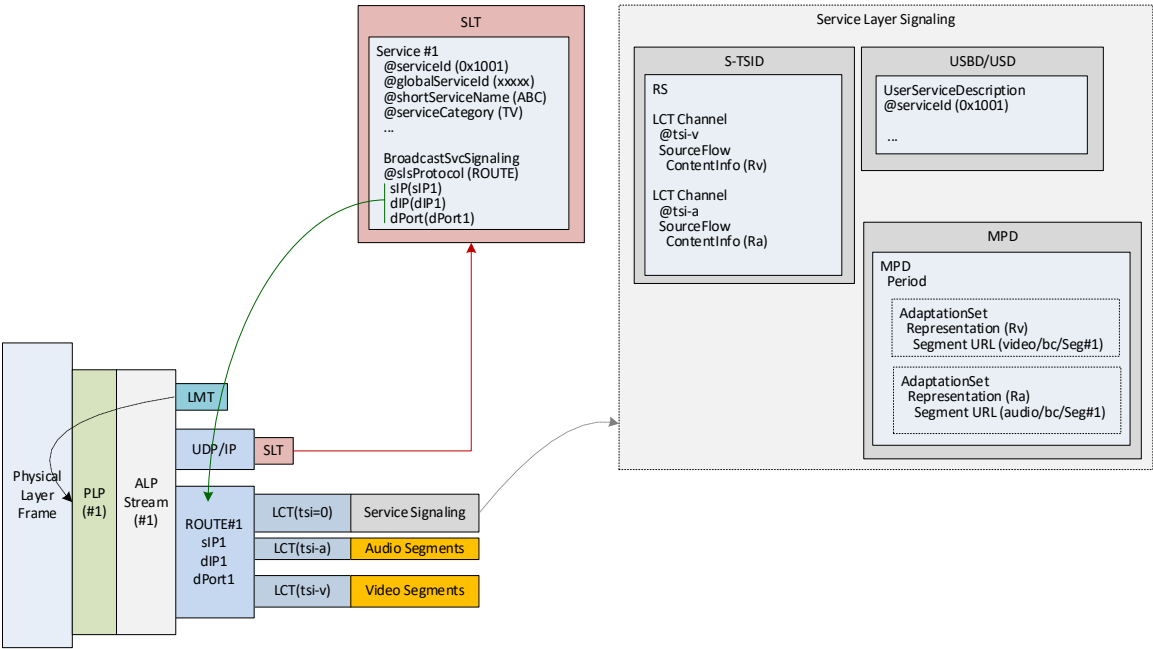 SLT
Service #1
@serviceId (0x1001)
@globalServiceId (xxxxx)
@shortServiceName (ABC)
@serviceCategory (TV)
...
BroadcastSvcSignaling
@slsProtocol (ROUTE)
sIP(sIP1)
dIP(dIP1)
dPort(dPort1)
Service Layer Signaling
S-TSID
RS
LCT Channel
@tsi-v
SourceFlow
ContentInfo (Rv)
LCT Channel
@tsi-a
SourceFlow
ContentInfo (Ra)
USBD/USD
UserServiceDescription
@serviceId (0x1001)
...
MPD
MPD
Period
AdaptationSet
Representation (Rv)
Segment URL (video/bc/Seg#1)
AdaptationSet
Representation (Ra)
Segment URL (audio/bc/Seg#1)
Physical
Layer
Frame
PLP
(#1)
ALP
Stream
(#1)
LMT
UDP/IP
SLT
ROUTE#1
sIP1
dIP1
dPort1
LCT(tsi=0)
Service Signaling
LCT(tsi-a)
Audio Segments
LCT(tsi-v)
Video Segments